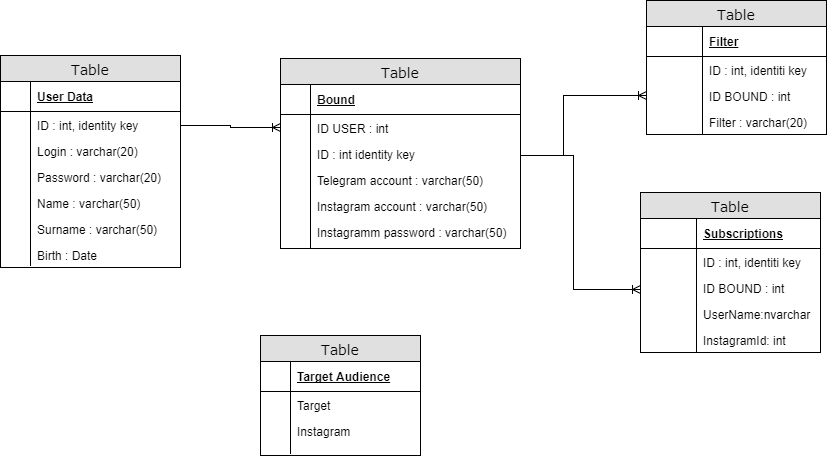 Table
User Data
ID : int, identity key
Login : varchar(20)
Password : varchar(20)
Name : varchar(50)
Surname : varchar(50)
Birth : Date
Table
Bound
ID USER : int
ID : int identity key
Telegram account : varchar(50)
Instagram account : varchar(50)
Instagramm password : varchar(50)
Table
Filter
ID : int, identiti key
ID BOUND : int
Filter : varchar(20)
Table
Subscriptions
ID : int, identiti key
ID BOUND : int
UserName:nvarchar
InstagramId: int
Table
Target Audience
Target
Instagram